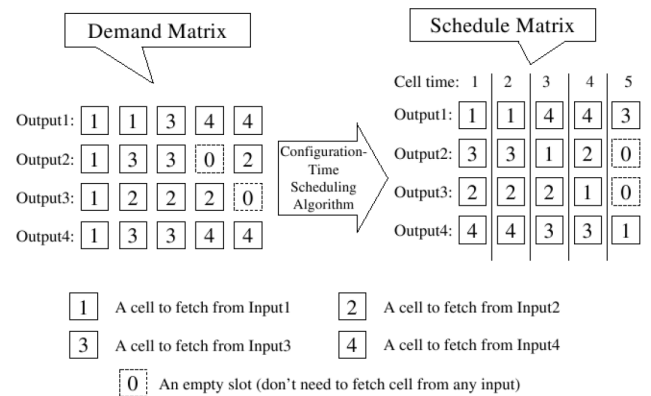 Demand Matrix
Schedule Matrix
Cell time: 1 2 3 4 5
Output1: 1 1 3 4 4
Output2: 1 3 3 0 2
Output3: 1 2 2 2 0
Output4: 1 3 3 4 4
Configuration-
Time
Scheduling
Algorithm
Output1: 1 1 4 4 3
Output2: 3 3 1 2 0
Output3: 2 2 2 1 0
Output4: 4 4 3 3 1
1 A cell to fetch from Input1
2 A cell to fetch from Input2
3 A cell to fetch from Input3
4 A cell to fetch from Input4
0 An empty slot (don't need to fetch cell from any input)